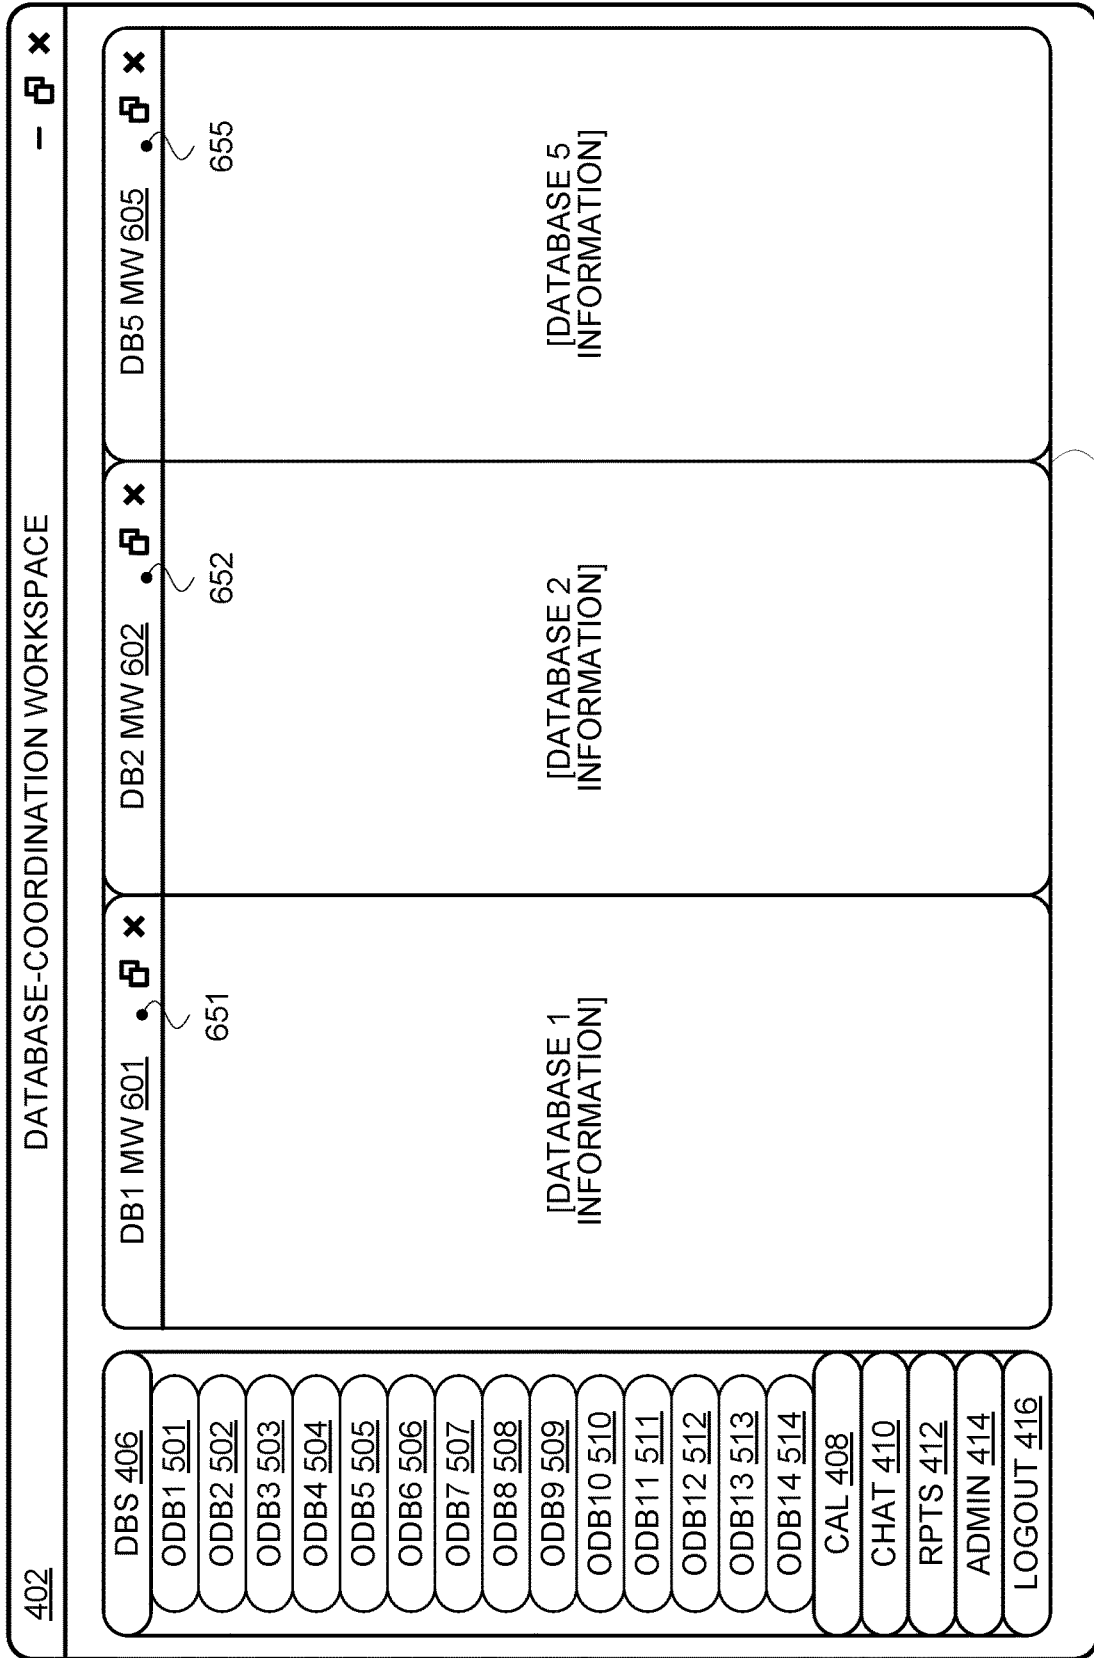 402
DATABASE-COORDINATION WORKSPACE
DBS 406
ODB1 501
ODB2 502
ODB3 503
ODB4 504
ODB5 505
ODB6 506
ODB7 507
ODB8 508
ODB9 509
ODB10 510
ODB11 511
ODB12 512
ODB13 513
ODB14 514
CAL 408
CHAT 410
RPTS 412
ADMIN 414
LOGOUT 416
DB1 MW 601
651
[DATABASE 1
INFORMATION]
DB2 MW 602
652
[DATABASE 2
INFORMATION]
DB5 MW 605
655
[DATABASE 5
INFORMATION]